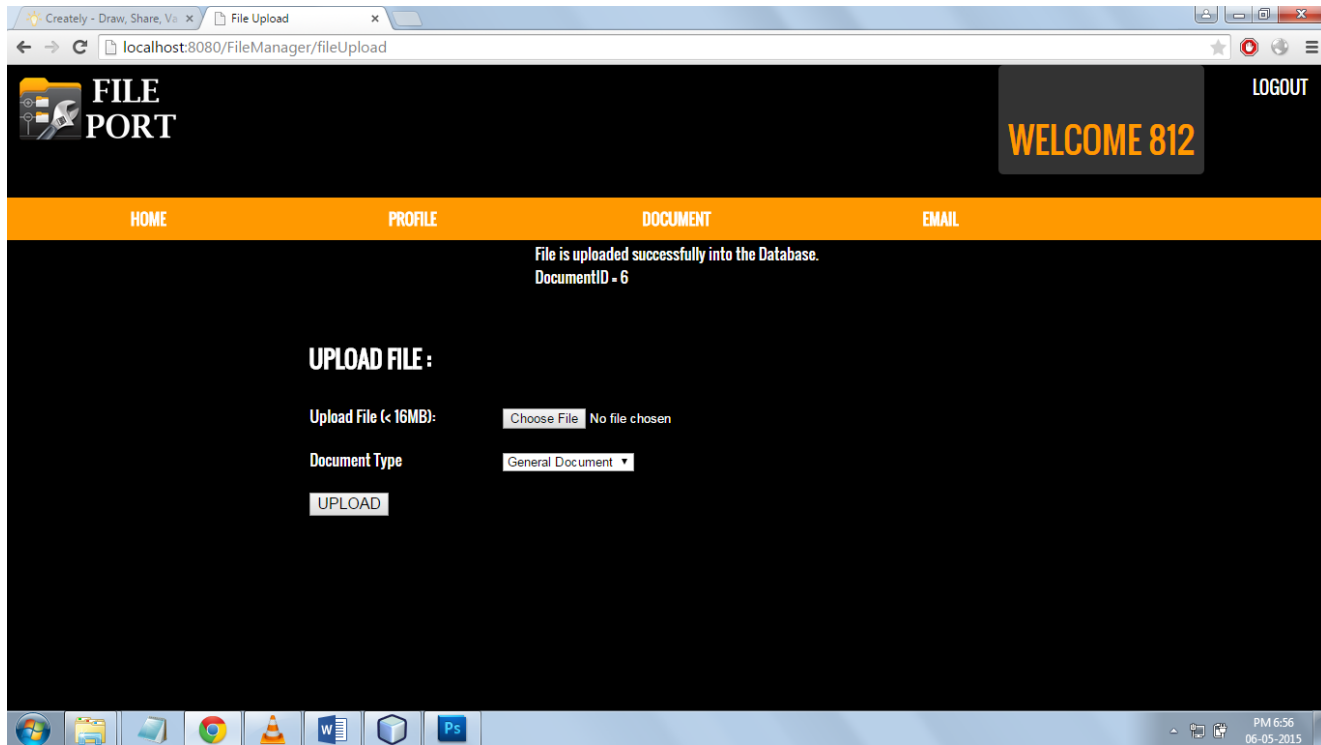 Creately - Draw, Share, Va
File Upload
localhost:8080/FileManager/fileUpload
FILE
PORT
LOGOUT
WELCOME 812
HOME PROFILE DOCUMENT EMAIL
File is uploaded successfully into the Database.
DocumentID = 6
UPLOAD FILE :
Upload File (< 16MB): Choose File No file chosen
Document Type General Document
UPLOAD
W Ps
PM 6:56
06-05-2015